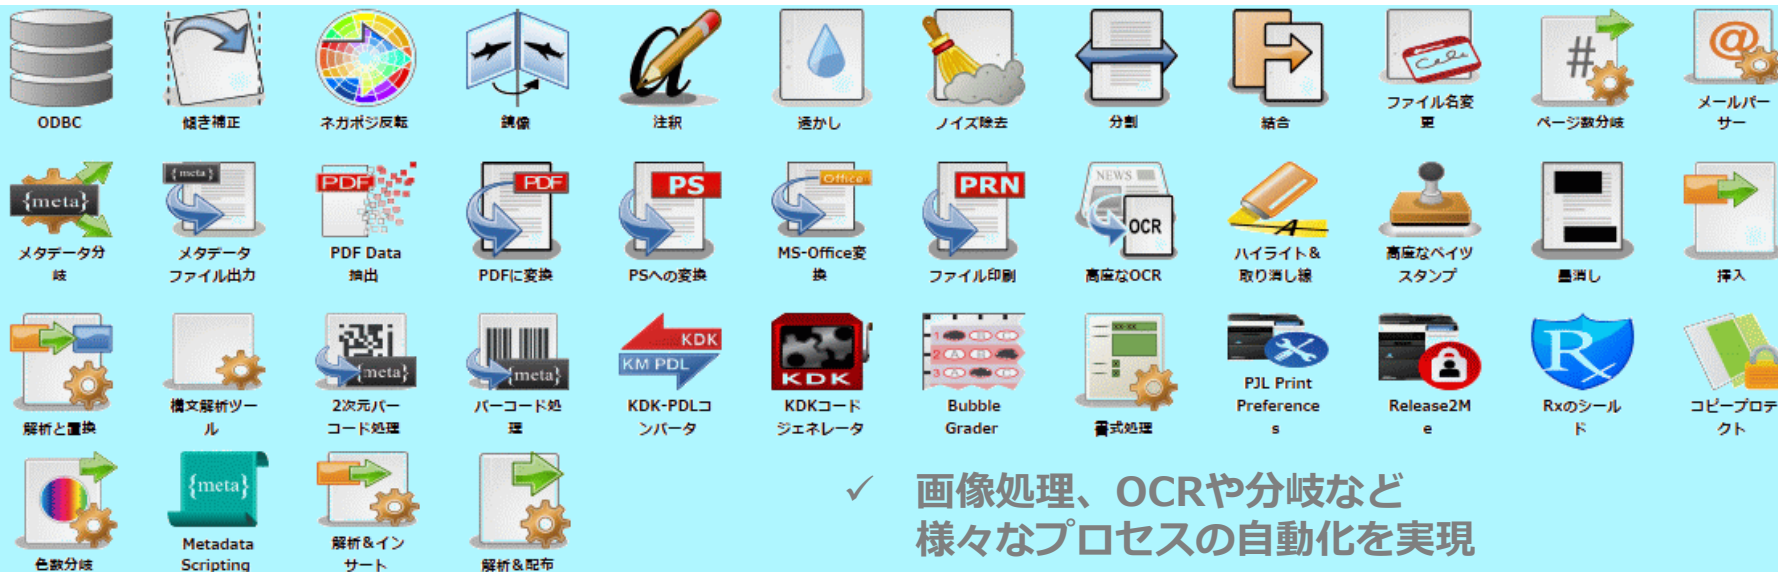 ODBC
傾き補正
ネガポジ反転
鏡像
注釈
透かし
ノイズ除去
分割
結合
ファイル名変
更
#
ページ数分岐
@
メールパー
サー
{meta}
メタデータ分
岐
{meta}
メタデータ
ファイル出力
PDF
PDF Data
抽出
PDF
PDFに変換
PS
PSへの変換
Office
MS-Office変
換
PRN
ファイル印刷
NEWS
OCR
高度なOCR
A
ハイライト&
取り消し線
高度なベイツ
スタンプ
墨消し
挿入
解析と置換
構文解析ツー
ル
{meta}
2次元バー
コード処理
{meta}
バーコード処
理
KDK
KM PDL
KDK-PDLコ
ンバータ
KDK
KDKコード
ジェネレータ
Bubble
Grader
XX-XX
書式処理
PJL Print
Preference
s
Release2M
e
Rx
Rxのシール
ド
コピープロテ
クト
色数分岐
{meta}
Metadata
Scripting
解析&イン
サート
解析&配布
✓ 画像処理、OCRや分岐など
様々なプロセスの自動化を実現